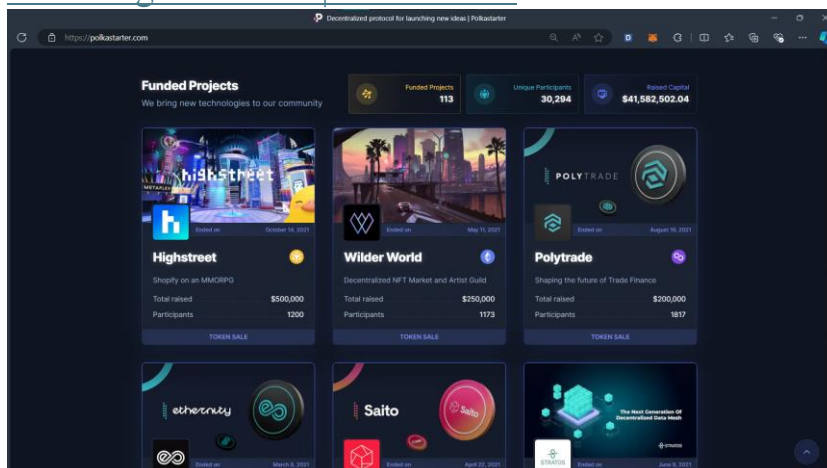 Decentralized protocol for launching new ideas | Polkastarter
https://polkastarter.com
Funded Projects
We bring new technologies to our community
Funded Projects
113
Unique Participants
30,294
Raised Capital
$41,582,502.04
highstreet
METAPLEX
h
Ended on October 14, 2021
Highstreet
Shopify on an MMORPG
Total raised $500,000
Participants 1200
TOKEN SALE
Ended on May 11, 2021
Wilder World
Decentralized NFT Market and Artist Guild
Total raised $250,000
Participants 1173
TOKEN SALE
POLYTRADE
Ended on August 19, 2021
Polytrade
Shaping the future of Trade Finance
Total raised $200,000
Participants 1817
TOKEN SALE
ethernity
Ended on March 8, 2021
Saito
Saito
Ended on April 22, 2021
The Next Generation Of
Decentralized Data Mesh
STRATOS
STRATOS
Ended on June 5, 2021